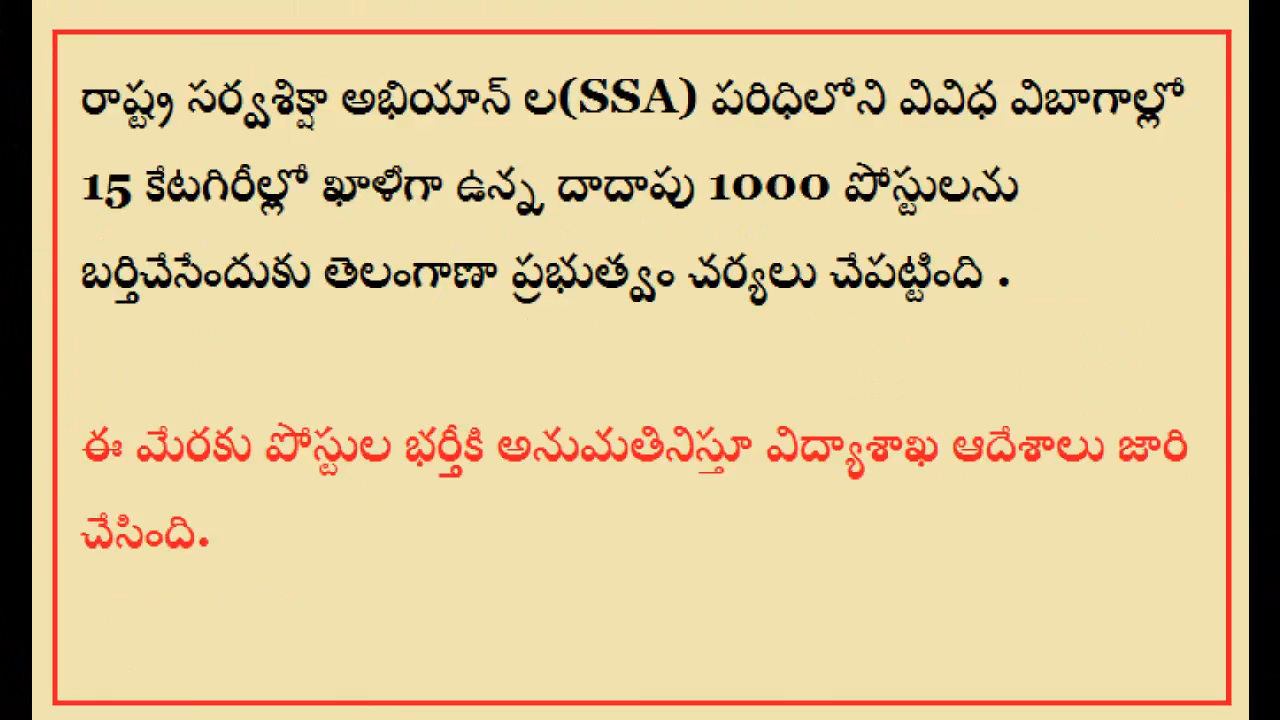 రాష్ట్ర సర్వశిక్షా అభియాన్ ల(SSA) పరిధిలోని వివిధ విబాగాల్లో
15 కేటగిరీల్లో ఖాళీగా ఉన్న దాదాపు 1000 పోస్టులను
బర్తిచేసేందుకు తెలంగాణా ప్రభుత్వం చర్యలు చేపట్టింది .
ఈ మేరకు పోస్టుల భర్తీకి అనుమతినిస్తూ విద్యాశాఖ ఆదేశాలు జారి
చేసింది.